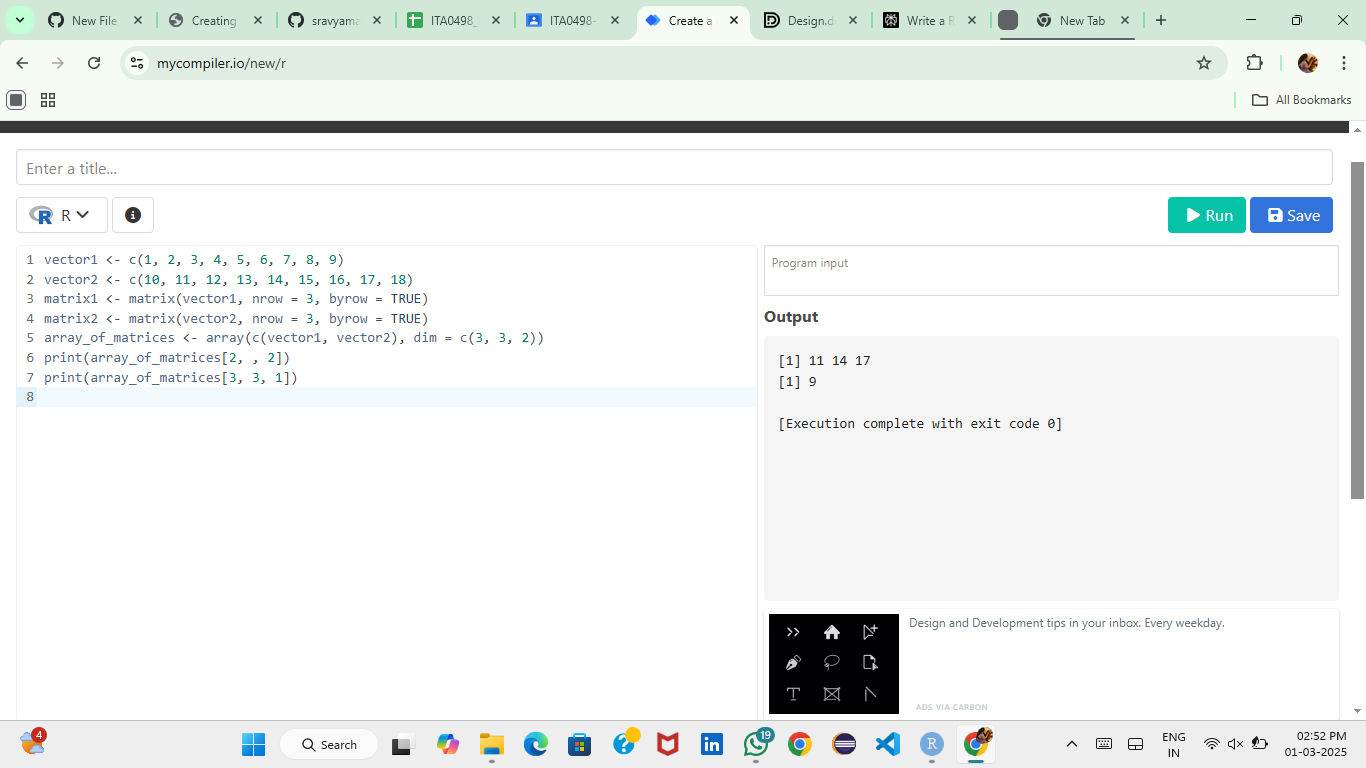 New File
Creating
sravyama
ITA0498_
ITA0498-
Create a
Design.d
Write a R
New Tab
mycompiler.io/new/r
All Bookmarks
Enter a title...
R
Run
Save
1 vector1 <- c(1, 2, 3, 4, 5, 6, 7, 8, 9)
2 vector2 <- c(10, 11, 12, 13, 14, 15, 16, 17, 18)
3 matrix1 <- matrix(vector1, nrow = 3, byrow = TRUE)
4 matrix2 <- matrix(vector2, nrow = 3, byrow = TRUE)
5 array_of_matrices <- array(c(vector1, vector2), dim = c(3, 3, 2))
6 print(array_of_matrices[2, , 2])
7 print(array_of_matrices[3, 3, 1])
8
Program input
Output
[1] 11 14 17
[1] 9
[Execution complete with exit code 0]
Design and Development tips in your inbox. Every weekday.
ADS VIA CARBON
4
Search
19
ENG
IN
02:52 PM
01-03-2025